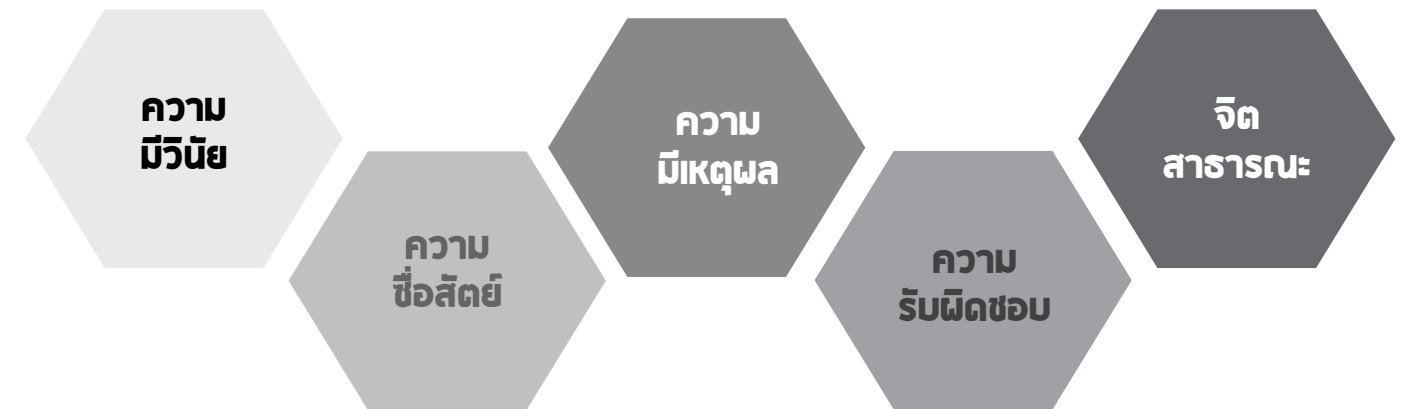 ความ
มีวินัย
ความ
ซื่อสัตย์
ความ
มีเหตุผล
ความ
รับผิดชอบ
จิต
สาธารณะ